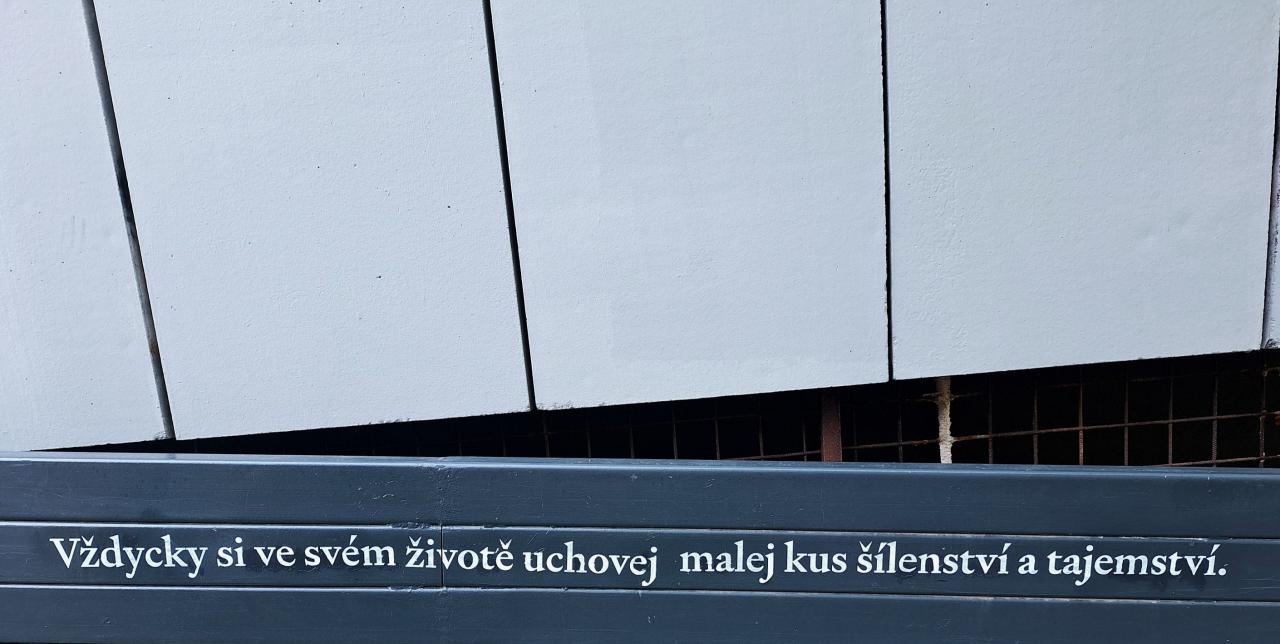 Vždycky si ve svém životě uchovej malej kus šílenství a tajemství.